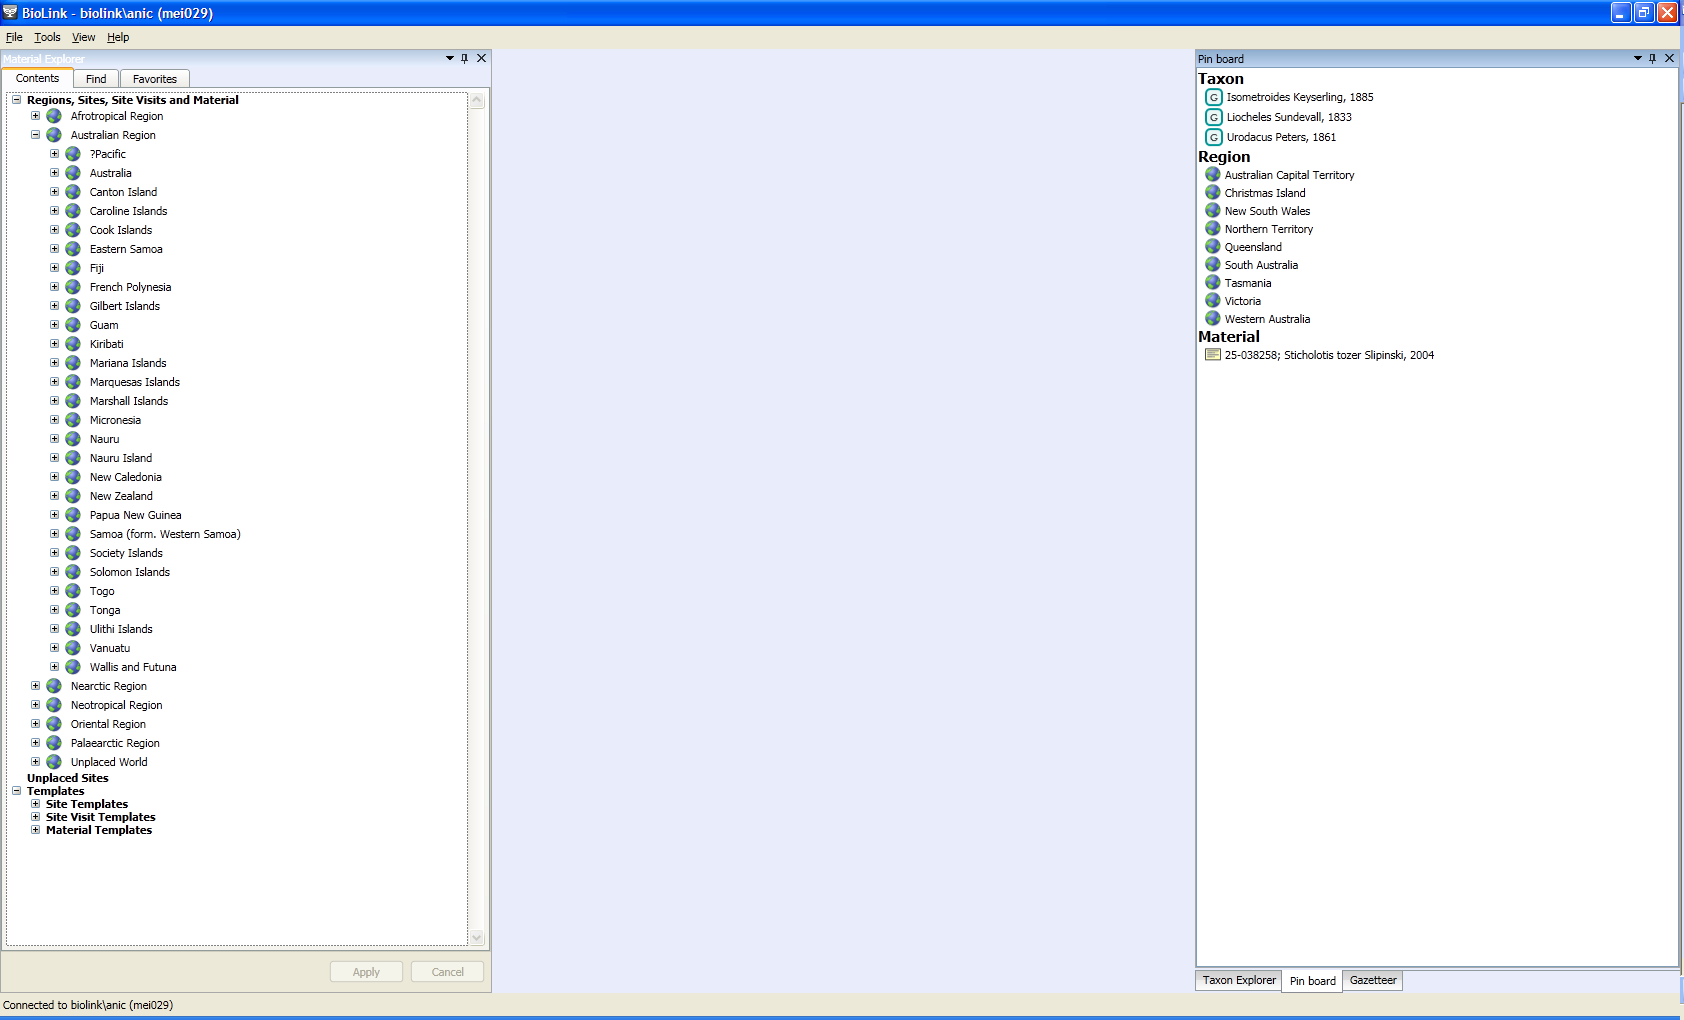 BioLink - biolink\anic (mei029)
File Tools View Help
Material Explorer
Contents Find Favorites
Regions, Sites, Site Visits and Material
Afrotropical Region
Australian Region
?Pacific
Australia
Canton Island
Caroline Islands
Cook Islands
Eastern Samoa
Fiji
French Polynesia
Gilbert Islands
Guam
Kiribati
Mariana Islands
Marquesas Islands
Marshall Islands
Micronesia
Nauru
Nauru Island
New Caledonia
New Zealand
Papua New Guinea
Samoa (form. Western Samoa)
Society Islands
Solomon Islands
Togo
Tonga
Ulithi Islands
Vanuatu
Wallis and Futuna
Nearctic Region
Neotropical Region
Oriental Region
Palaearctic Region
Unplaced World
Unplaced Sites
Templates
Site Templates
Site Visit Templates
Material Templates
Apply Cancel
Pin board
Taxon
G Isometroides Keyserling, 1885
G Liocheles Sundevall, 1833
G Urodacus Peters, 1861
Region
Australian Capital Territory
Christmas Island
New South Wales
Northern Territory
Queensland
South Australia
Tasmania
Victoria
Western Australia
Material
25-038258; Sticholotis tozer Slipinski, 2004
Taxon Explorer Pin board Gazetteer
Connected to biolink\anic (mei029)